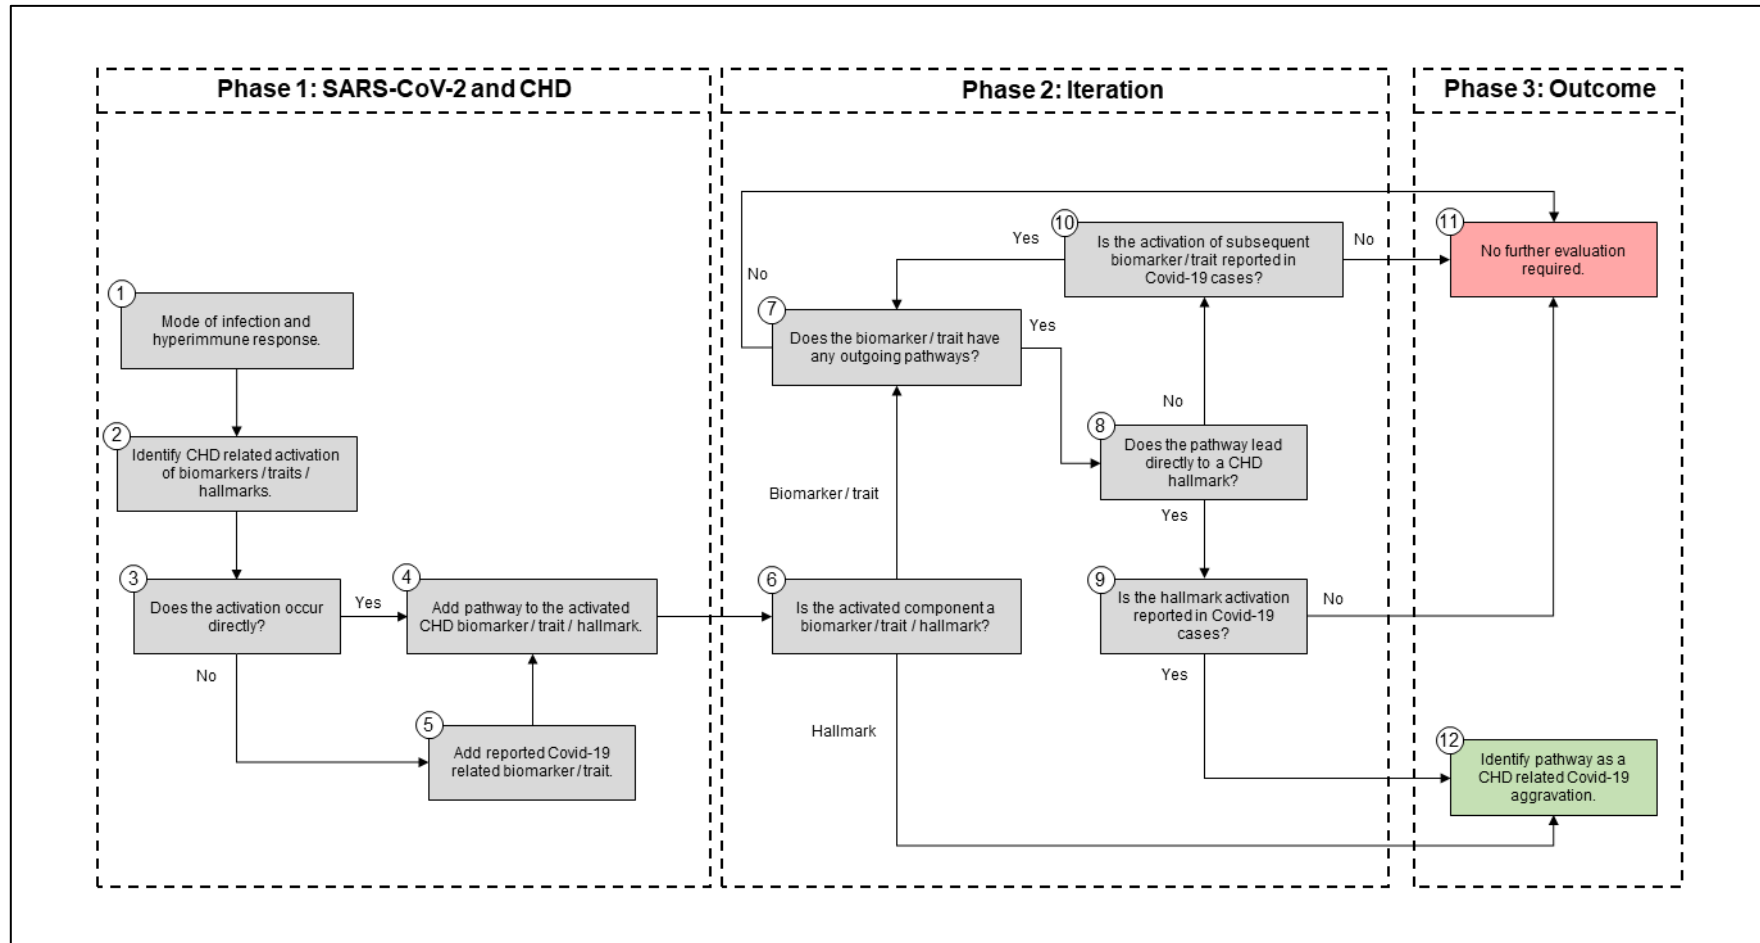 Phase 1: SARS-CoV-2 and CHD
Phase 2: Iteration
Phase 3: Outcome
1
Mode of infection and
hyperimmune response.
2
Identify CHD related activation
of biomarkers / traits /
hallmarks.
3
Does the activation occur
directly?
Yes
No
4
Add pathway to the activated
CHD biomarker / trait / hallmark.
5
Add reported Covid-19
related biomarker / trait.
6
Is the activated component a
biomarker / trait / hallmark?
Biomarker / trait
Hallmark
7
Does the biomarker / trait have
any outgoing pathways?
No
Yes
8
Does the pathway lead
directly to a CHD
hallmark?
No
Yes
9
Is the hallmark activation
reported in Covid-19
cases?
No
Yes
10
Is the activation of subsequent
biomarker / trait reported in
Covid-19 cases?
Yes
No
11
No further evaluation
required.
12
Identify pathway as a
CHD related Covid-19
aggravation.